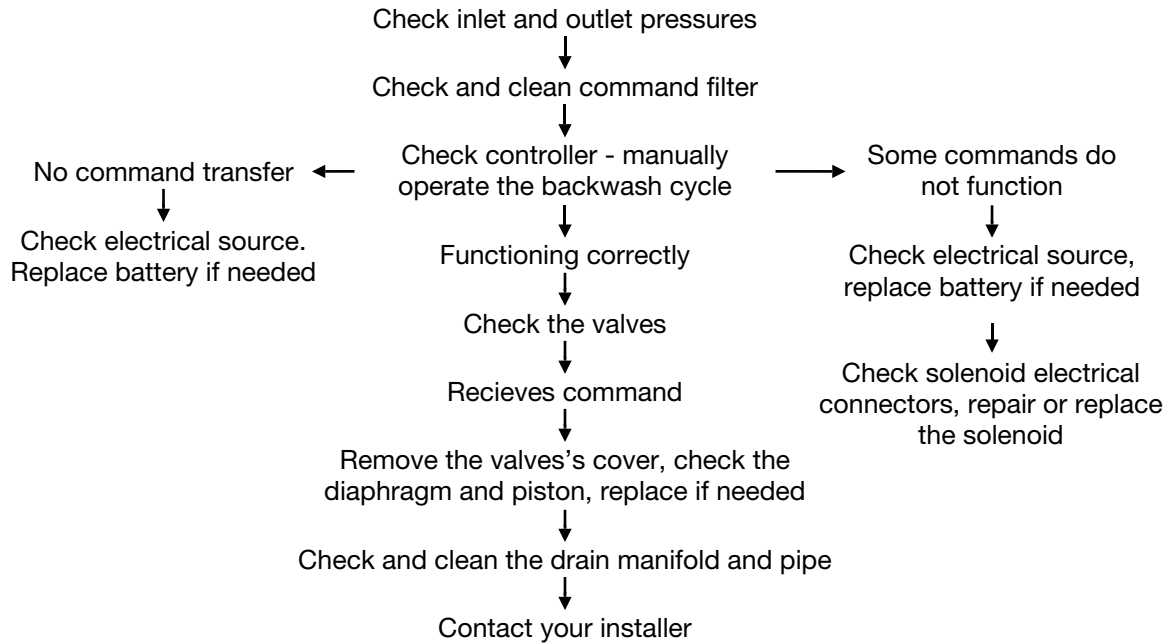 Check inlet and outlet pressures
Check and clean command filter
No command transfer
Check controller - manually
operate the backwash cycle
Some commands do
not function
Check electrical source.
Replace battery if needed
Functioning correctly
Check electrical source,
replace battery if needed
Check the valves
Recieves command
Check solenoid electrical
connectors, repair or replace
the solenoid
Remove the valves's cover, check the
diaphragm and piston, replace if needed
Check and clean the drain manifold and pipe
Contact your installer